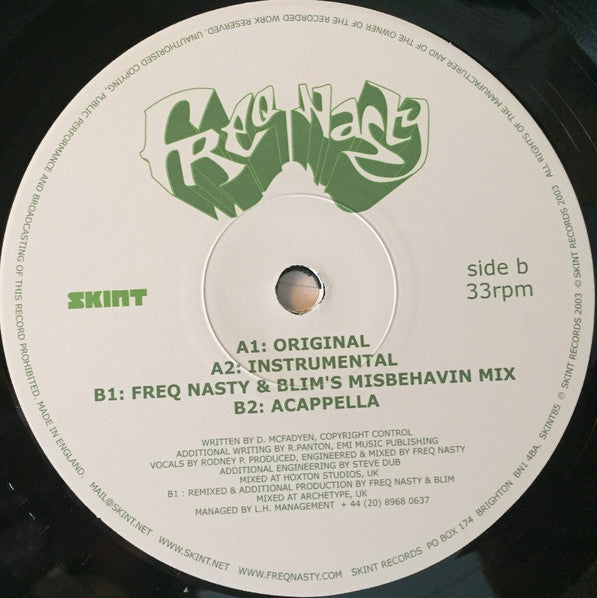 FREQ NASTY
SKINT
side b
33rpm
A1: ORIGINAL
A2: INSTRUMENTAL
B1: FREQ NASTY & BLIM'S MISBEHAVIN MIX
B2: ACAPPELLA
WRITTEN BY D. MCFADYEN, COPYRIGHT CONTROL
ADDITIONAL WRITING BY R.PANTON, EMI MUSIC PUBLISHING
VOCALS BY RODNEY P. PRODUCED, ENGINEERED & MIXED BY FREQ NASTY
ADDITIONAL ENGINEERING BY STEVE DUB
MIXED AT HOXTON STUDIOS, UK
B1 : REMIXED & ADDITIONAL PRODUCTION BY FREQ NASTY & BLIM
MIXED AT ARCHETYPE, UK
MANAGED BY L.H. MANAGEMENT + 44 (20) 8968 0637
MAIL@SKINT.NET WWW.SKINT.NET WWW.FREQNASTY.COM SKINT RECORDS PO BOX 174 BRIGHTON BN1 4BA. SKINT85 ℗ SKINT RECORDS 2003 © SKINT RECORDS 2003 ALL RIGHTS OF THE MANUFACTURER AND OF THE OWNER OF THE RECORDED WORK RESERVED. UNAUTHORISED COPYING, PUBLIC PERFORMANCE AND BROADCASTING OF THIS RECORD PROHIBITED. MADE IN ENGLAND.